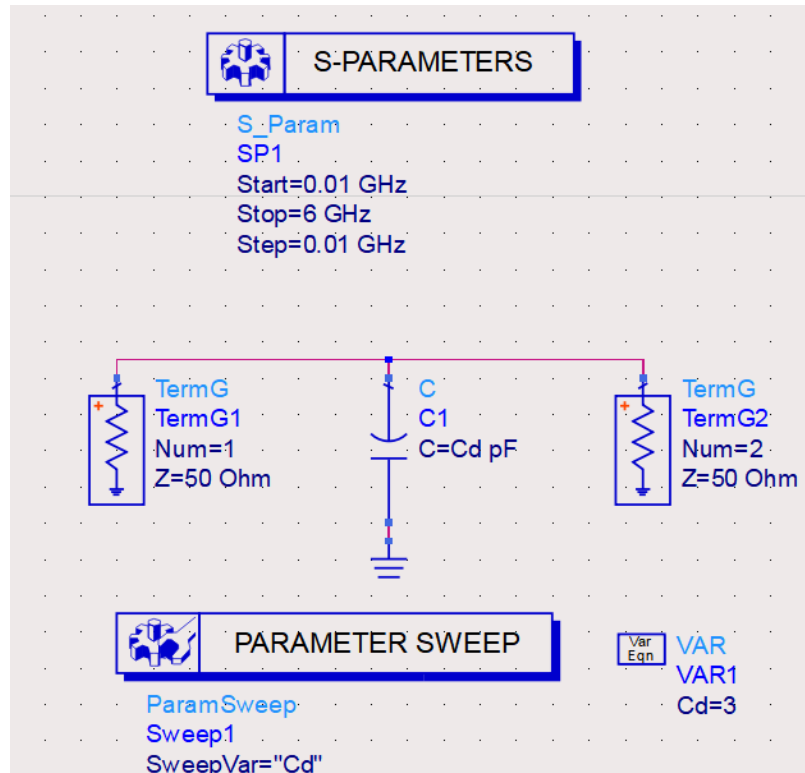 S-PARAMETERS
S_Param
SP1
Start=0.01 GHz
Stop=6 GHz
Step=0.01 GHz
TermG
TermG1
Num=1
Z=50 Ohm
C
C1
C=Cd pF
TermG
TermG2
Num=2
Z=50 Ohm
PARAMETER SWEEP
ParamSweep
Sweep1
SweepVar="Cd"
Var
Eqn
VAR
VAR1
Cd=3